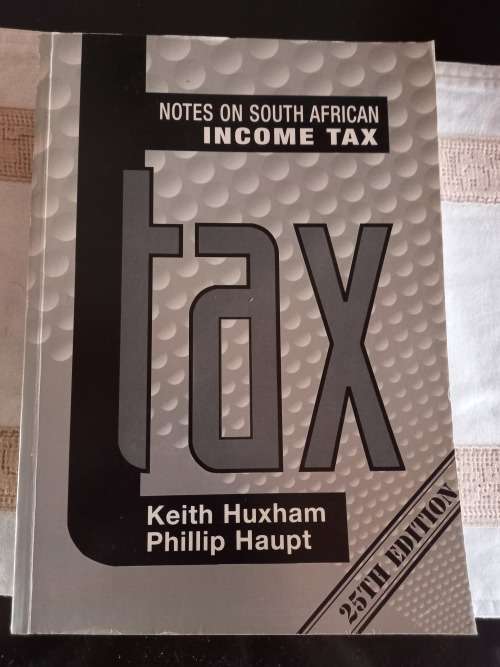 NOTES ON SOUTH AFRICAN
INCOME TAX
tax
Keith Huxham
Phillip Haupt
25TH EDITION